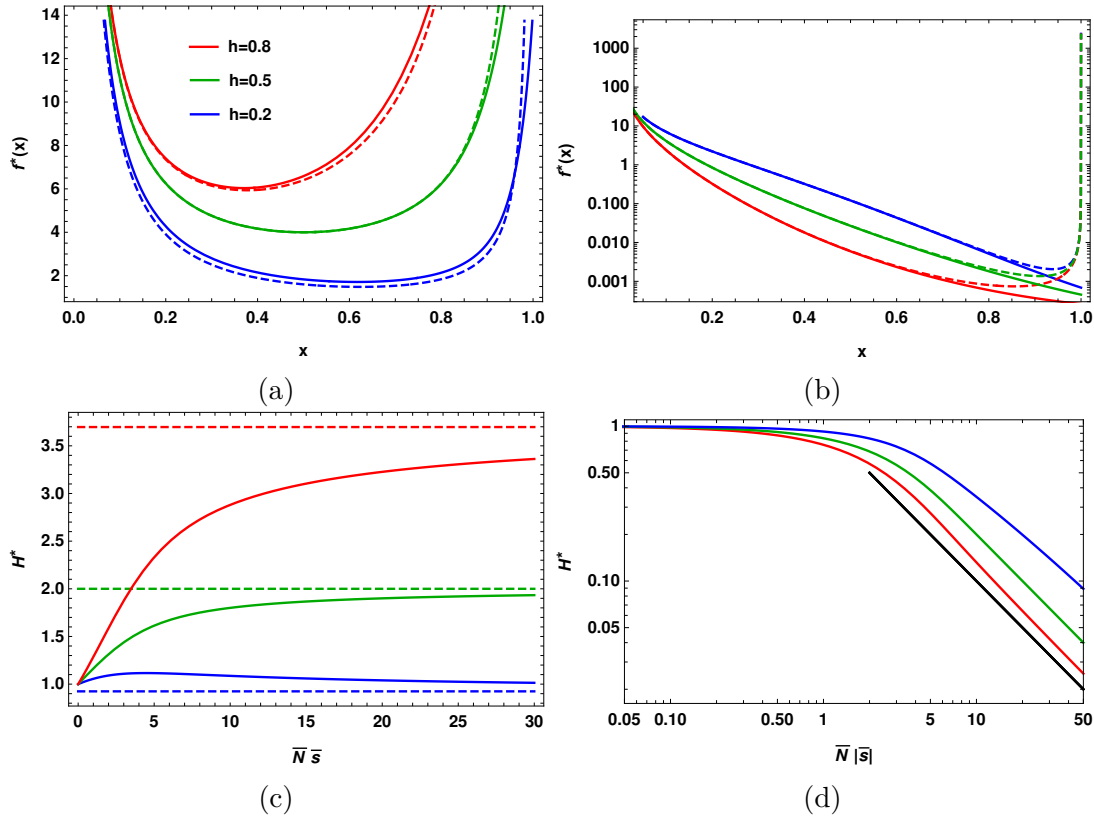 14
12
10
8
6
4
2
f*(x)
h=0.8
h=0.5
h=0.2
0.0 0.2 0.4 0.6 0.8 1.0
x
(a)
1000
100
10
1
0.100
0.010
0.001
f*(x)
0.2 0.4 0.6 0.8 1.0
x
(b)
3.5
3.0
2.5
2.0
1.5
1.0
H*
0 5 10 15 20 25 30
N̅ s̅
(c)
1
0.50
0.10
0.05
H*
0.05 0.10 0.50 1 5 10 50
N̅ |s̅|
(d)